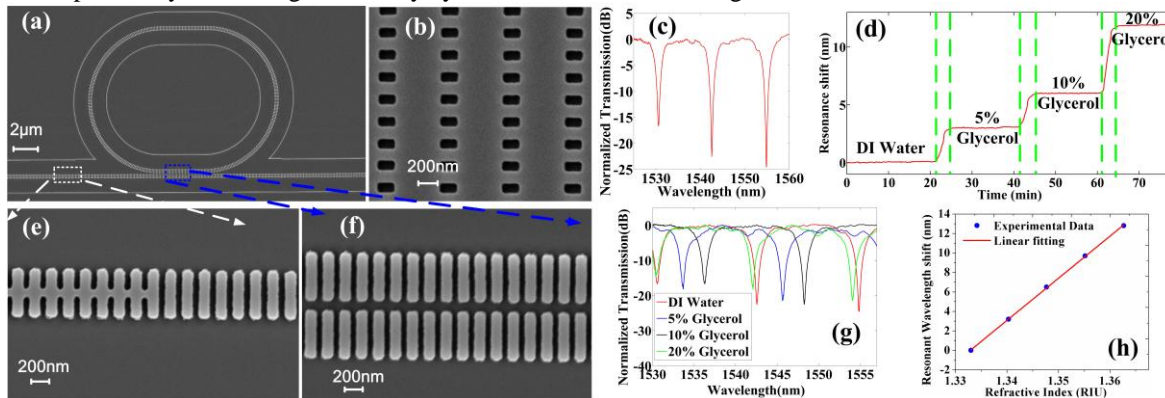 (a)
2μm
(b)
200nm
(c)
Normalized Transmission(dB)
5
0
-5
-10
-15
-20
-25
1530 1540 1550 1560
Wavelength (nm)
(d)
Resonance shift (nm)
10
5
0
DI Water
5%
Glycerol
10%
Glycerol
20%
Glycerol
0 10 20 30 40 50 60 70
Time (min)
(e)
200nm
(f)
200nm
(g)
Normalized Transmission(dB)
0
-10
-20
-30
-40
DI Water
5% Glycerol
10% Glycerol
20% Glycerol
1530 1535 1540 1545 1550 1555
Wavelength(nm)
(h)
Resonant Wavelength shift (nm)
14
12
10
8
6
4
2
0
-2
Experimental Data
Linear fitting
1.33 1.34 1.35 1.36
Refractive Index (RIU)